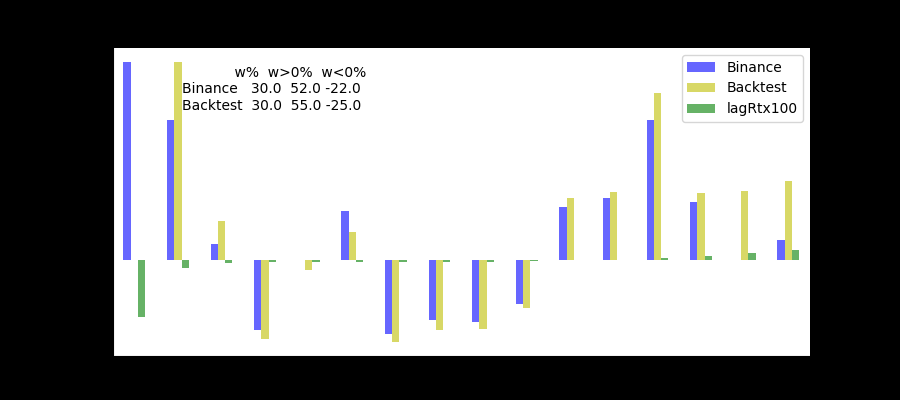 w% w>0% w<0%
Binance 30.0 52.0 -22.0
Backtest 30.0 55.0 -25.0
Binance
Backtest
lagRtx100